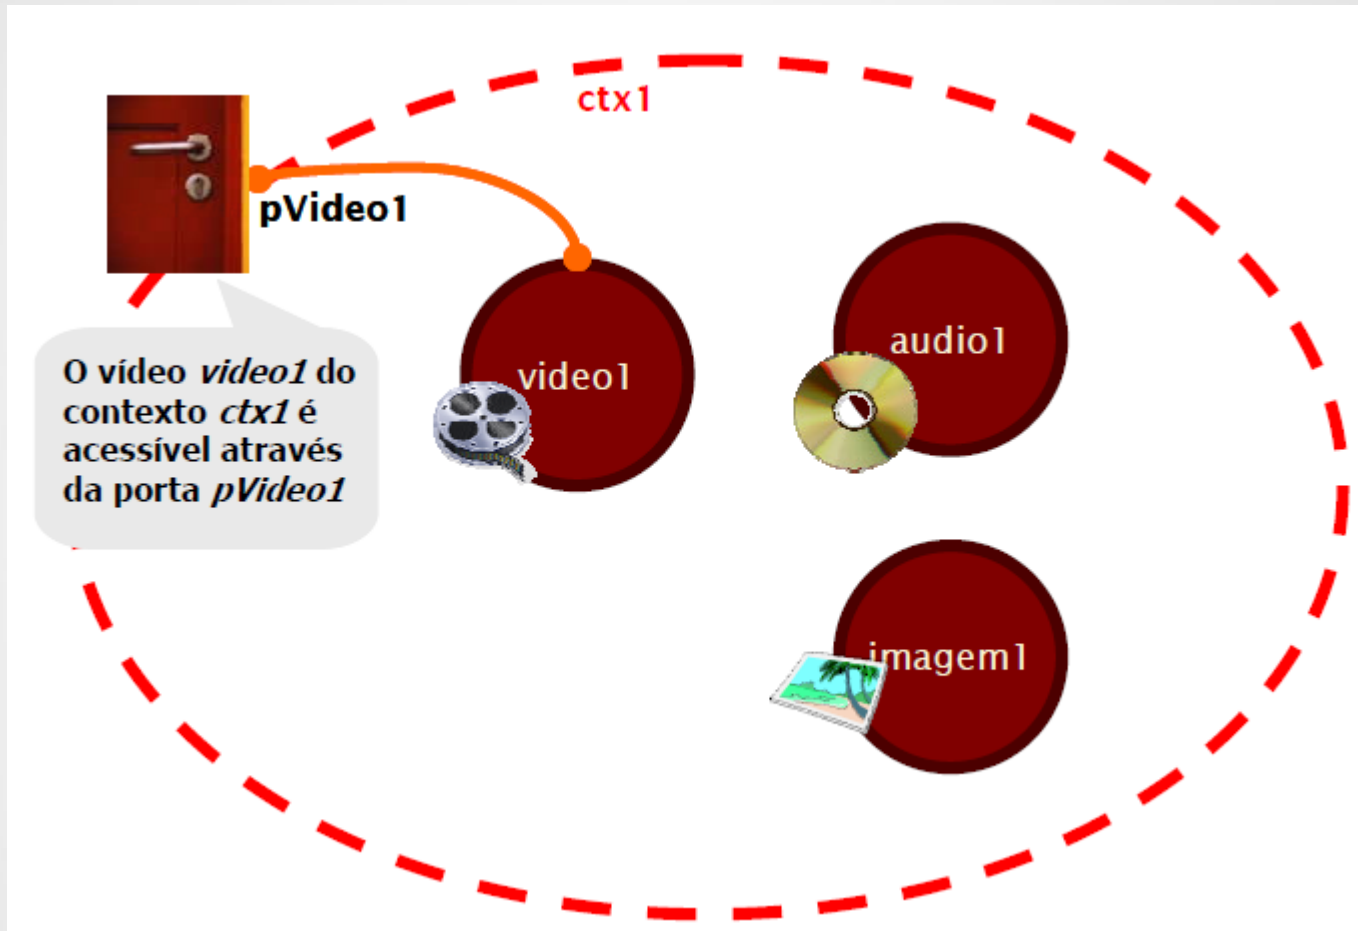 ctx1
pVideo1
video1
audio1
O vídeo video1 do
contexto ctx1 é
acessível através
da porta pVideo1
imagem1